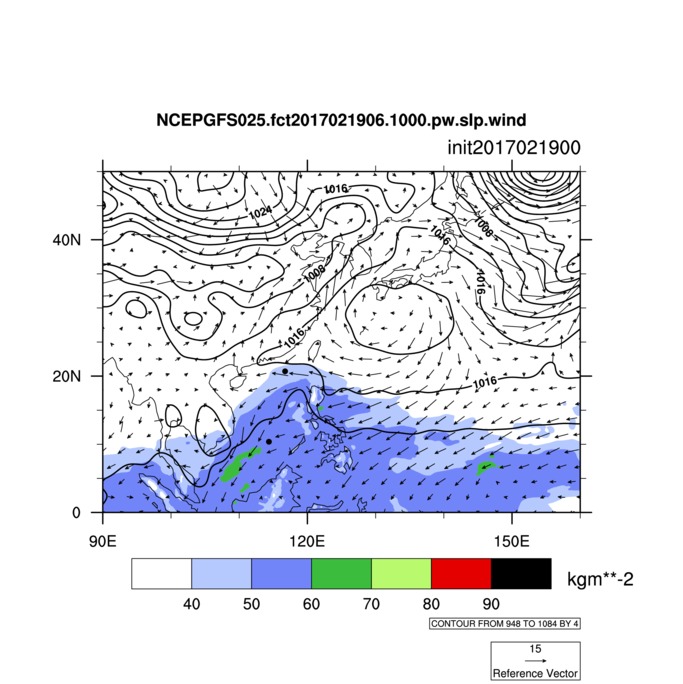 NCEPGFS025.fct2017021906.1000.pw.slp.wind
init2017021900
1016
1024
1008
1016
1008
40N
1016
1016
1016
20N
0
90E 120E 150E
kgm**-2
40 50 60 70 80 90
CONTOUR FROM 948 TO 1084 BY 4
15
Reference Vector